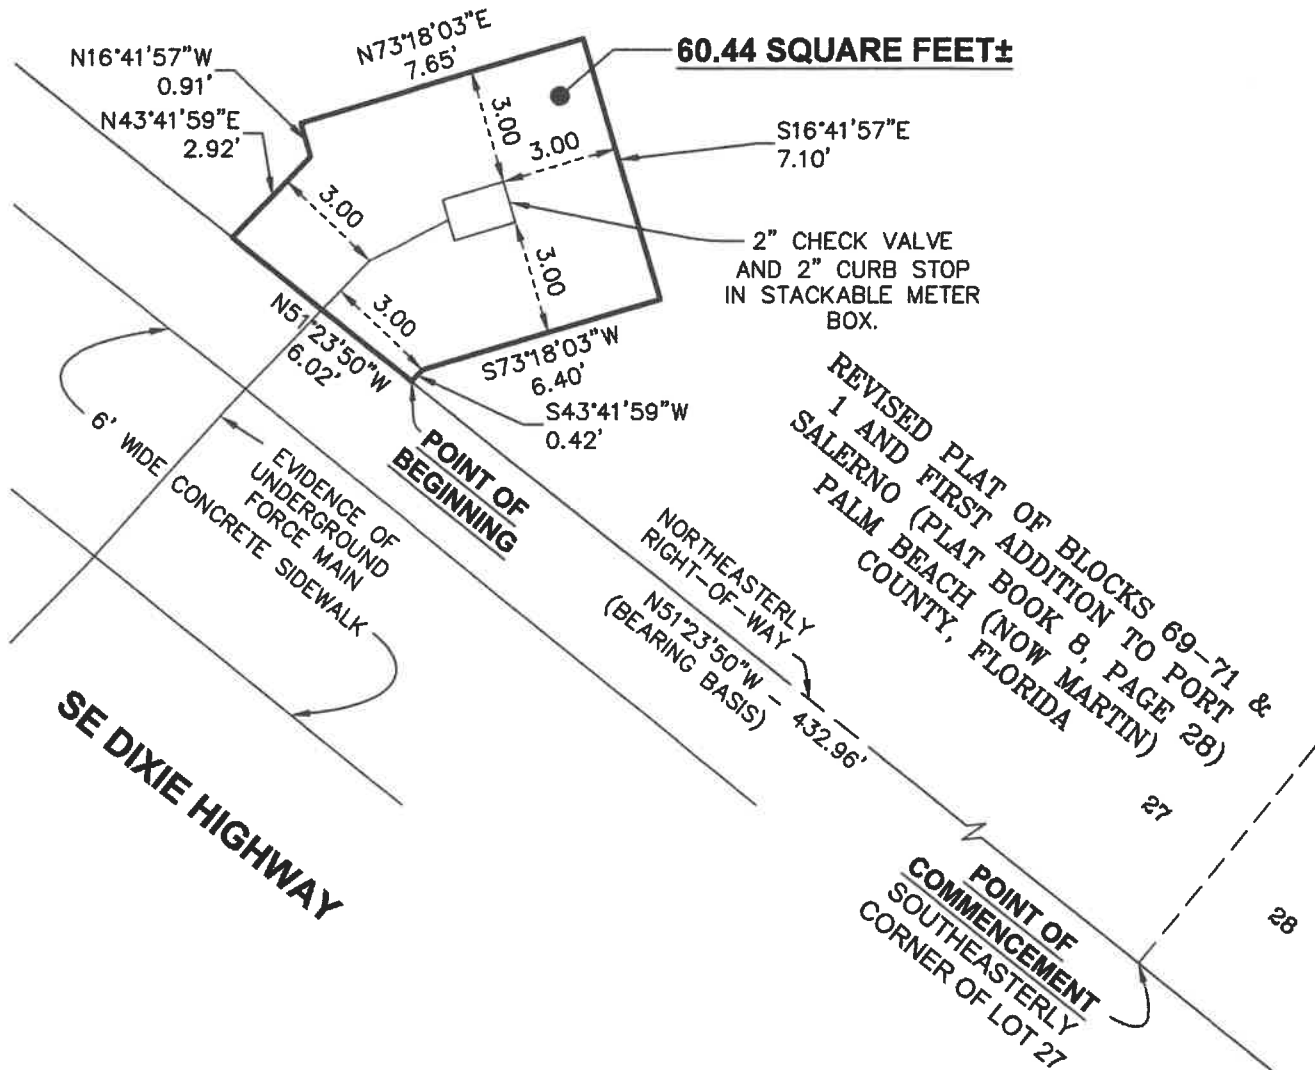 N16°41'57"W
0.91'
N43°41'59"E
2.92'
N73°18'03"E
7.65'
60.44 SQUARE FEET±
S16°41'57"E
7.10'
3.00
3.00
3.00
3.00
3.00
2" CHECK VALVE
AND 2" CURB STOP
IN STACKABLE METER
BOX.
N51°23'50"W
6.02'
S73°18'03"W
6.40'
S43°41'59"W
0.42'
POINT OF
BEGINNING
6' WIDE CONCRETE SIDEWALK
EVIDENCE OF
UNDERGROUND
FORCE MAIN
NORTHEASTERLY
RIGHT-OF-WAY
N51°23'50"W - 432.96'
(BEARING BASIS)
REVISED PLAT OF BLOCKS 69-71 &
1 AND FIRST ADDITION TO PORT
SALERNO (PLAT BOOK 8, PAGE 28)
PALM BEACH (NOW MARTIN)
COUNTY, FLORIDA
SE DIXIE HIGHWAY
27
28
POINT OF
COMMENCEMENT
SOUTHEASTERLY
CORNER OF LOT 27